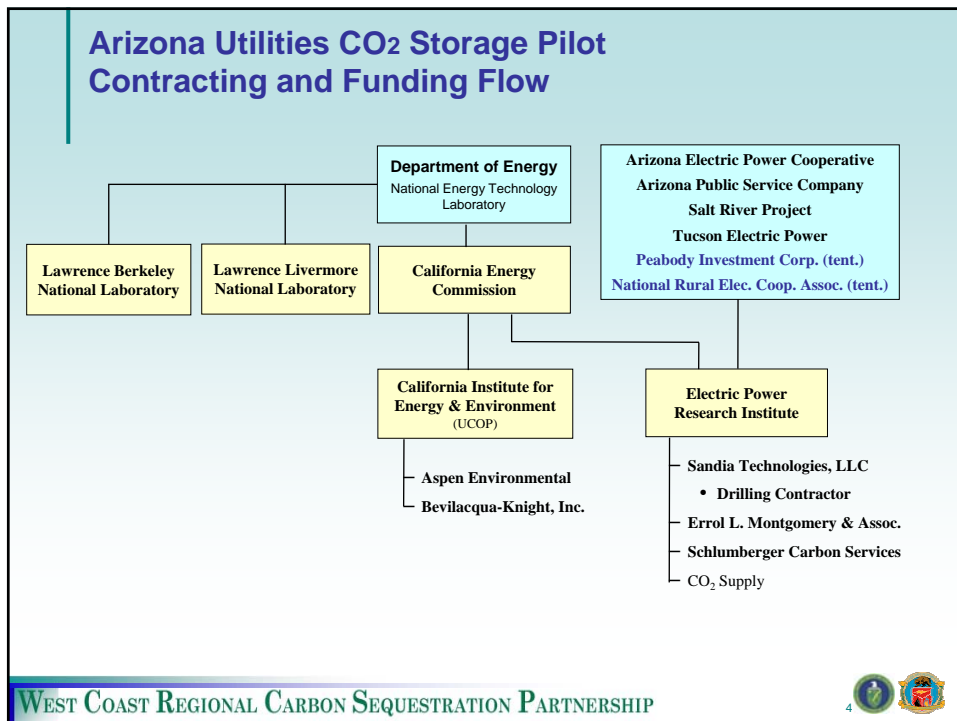 Arizona Utilities CO2 Storage Pilot
Contracting and Funding Flow
Department of Energy
National Energy Technology
Laboratory
Arizona Electric Power Cooperative
Arizona Public Service Company
Salt River Project
Tucson Electric Power
Peabody Investment Corp. (tent.)
National Rural Elec. Coop. Assoc. (tent.)
Lawrence Berkeley
National Laboratory
Lawrence Livermore
National Laboratory
California Energy
Commission
California Institute for
Energy & Environment
(UCOP)
Electric Power
Research Institute
Aspen Environmental
Bevilacqua-Knight, Inc.
Sandia Technologies, LLC
• Drilling Contractor
Errol L. Montgomery & Assoc.
Schlumberger Carbon Services
CO₂ Supply
WEST COAST REGIONAL CARBON SEQUESTRATION PARTNERSHIP
4